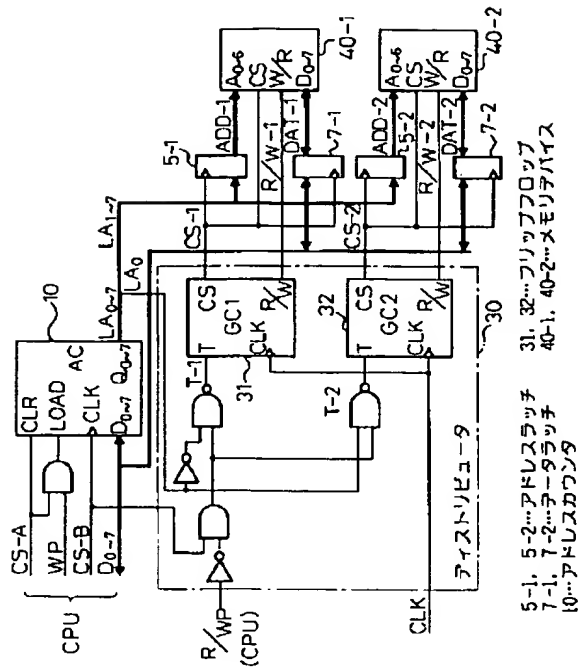 CPU
CS-A
WP
CS-B
D0~7
CLR
LOAD
CLK
D0~7
AC
Q0~7
10
LA0~7
LA1~7
LA0
R/WP
(CPU)
CLK
ディストリビュータ
30
T-1
T
CS
GC1
CLK
R/W
31
T-2
32
T
CS
GC2
CLK
R/W
CS-1
5-1
ADD-1
R/W-1
DAT-1
7-1
A0~6
CS
W/R
D0~7
40-1
CS-2
ADD-2
5-2
R/W-2
DAT-2
7-2
A0~6
CS
W/R
D0~7
40-2
5-1. 5-2…アドレスラッチ
7-1. 7-2…データラッチ
10…アドレスカウンタ
31. 32…フリップフロップ
40-1. 40-2…メモリデバイス